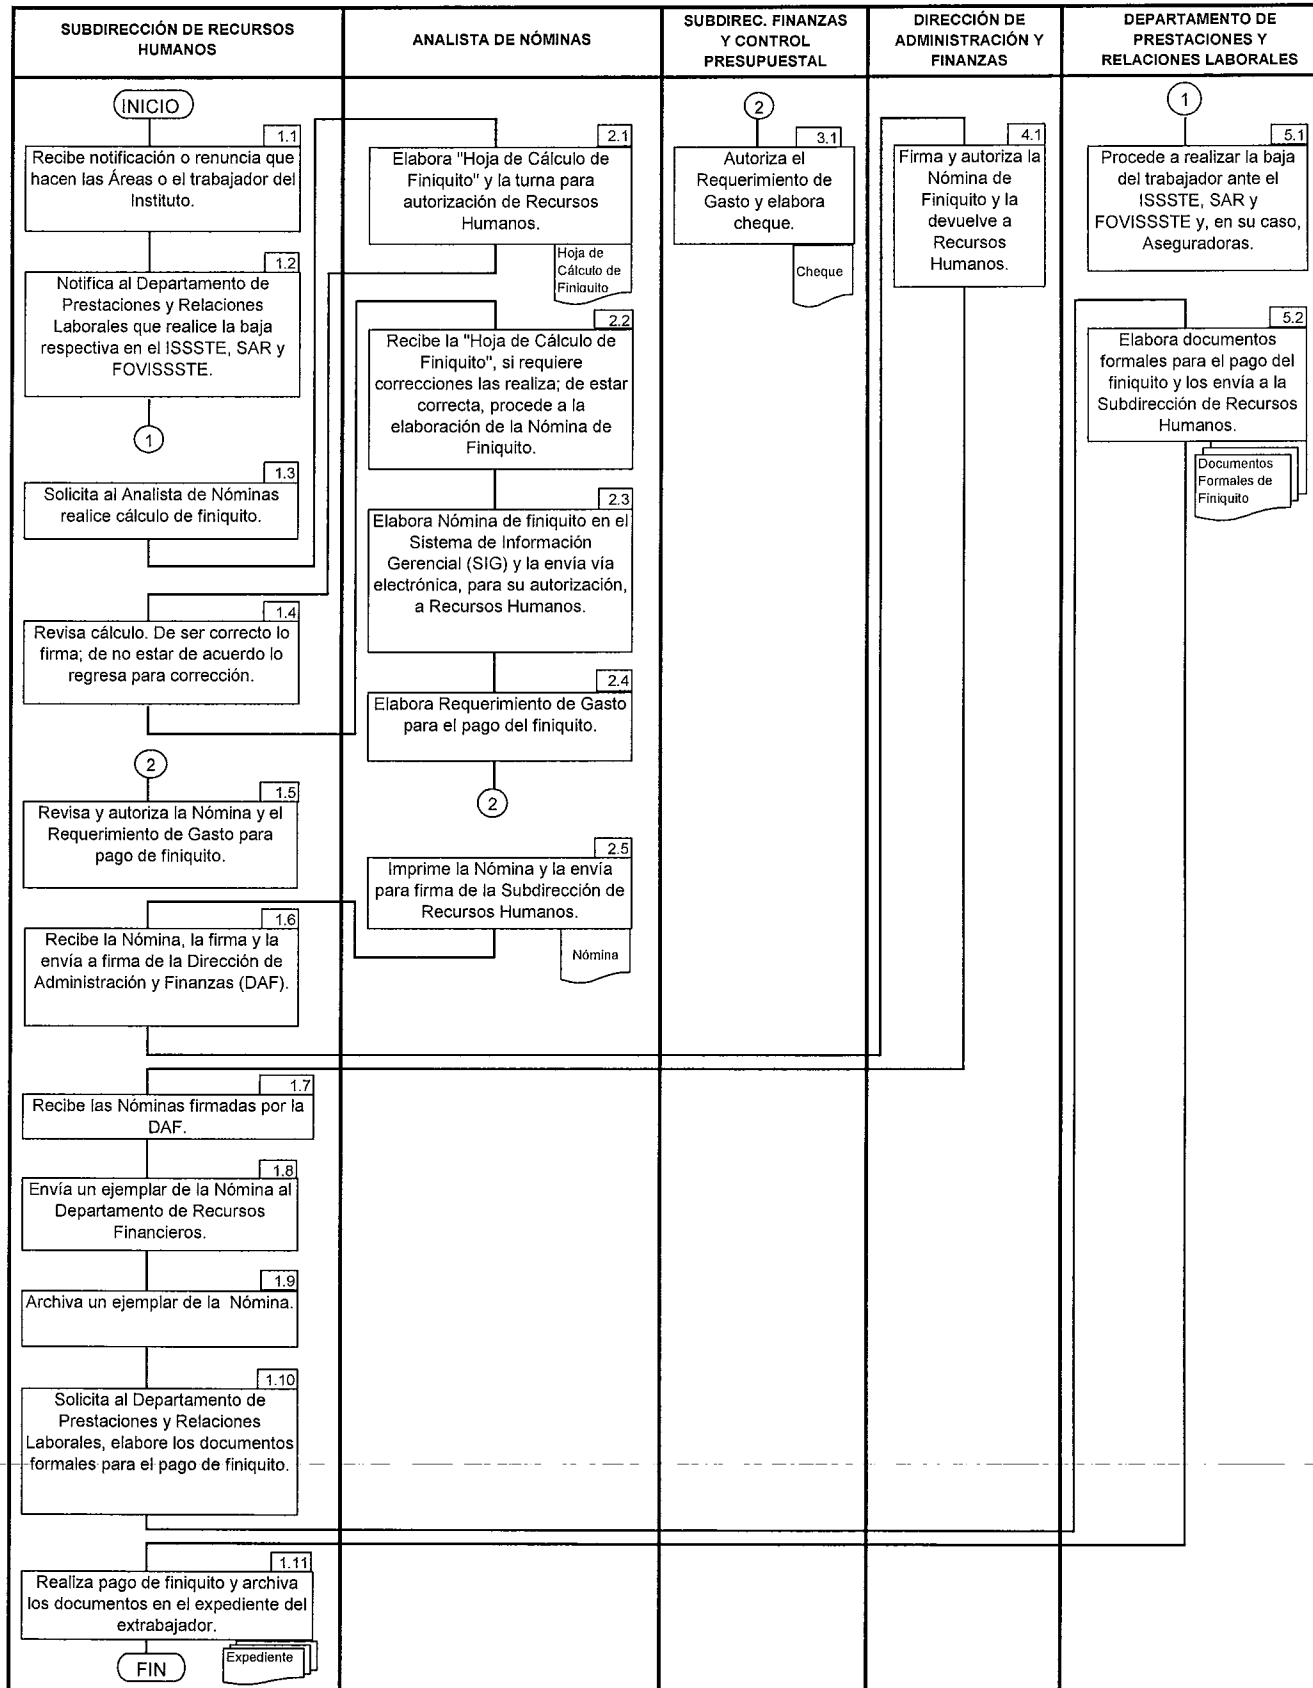 SUBDIRECCIÓN DE RECURSOS
HUMANOS
ANALISTA DE NÓMINAS
SUBDIREC. FINANZAS
Y CONTROL
PRESUPUESTAL
DIRECCIÓN DE
ADMINISTRACIÓN Y
FINANZAS
DEPARTAMENTO DE
PRESTACIONES Y
RELACIONES LABORALES
INICIO
1.1
Recibe notificación o renuncia que
hacen las Áreas o el trabajador del
Instituto.
1.2
Notifica al Departamento de
Prestaciones y Relaciones
Laborales que realice la baja
respectiva en el ISSSTE, SAR y
FOVISSSTE.
1
1.3
Solicita al Analista de Nóminas
realice cálculo de finiquito.
1.4
Revisa cálculo. De ser correcto lo
firma; de no estar de acuerdo lo
regresa para corrección.
2
1.5
Revisa y autoriza la Nómina y el
Requerimiento de Gasto para
pago de finiquito.
1.6
Recibe la Nómina, la firma y la
envía a firma de la Dirección de
Administración y Finanzas (DAF).
1.7
Recibe las Nóminas firmadas por la
DAF.
1.8
Envía un ejemplar de la Nómina al
Departamento de Recursos
Financieros.
1.9
Archiva un ejemplar de la Nómina.
1.10
Solicita al Departamento de
Prestaciones y Relaciones
Laborales, elabore los documentos
formales para el pago de finiquito.
1.11
Realiza pago de finiquito y archiva
los documentos en el expediente del
extrabajador.
Expediente
FIN
2.1
Elabora "Hoja de Cálculo de
Finiquito" y la turna para
autorización de Recursos
Humanos.
Hoja de
Cálculo de
Finiquito
2.2
Recibe la "Hoja de Cálculo de
Finiquito", si requiere
correcciones las realiza; de estar
correcta, procede a la
elaboración de la Nómina de
Finiquito.
2.3
Elabora Nómina de finiquito en el
Sistema de Información
Gerencial (SIG) y la envía vía
electrónica, para su autorización,
a Recursos Humanos.
2.4
Elabora Requerimiento de Gasto
para el pago del finiquito.
2
2.5
Imprime la Nómina y la envía
para firma de la Subdirección de
Recursos Humanos.
Nómina
2
3.1
Autoriza el
Requerimiento de
Gasto y elabora
cheque.
Cheque
4.1
Firma y autoriza la
Nómina de
Finiquito y la
devuelve a
Recursos
Humanos.
1
5.1
Procede a realizar la baja
del trabajador ante el
ISSSTE, SAR y
FOVISSSTE y, en su caso,
Aseguradoras.
5.2
Elabora documentos
formales para el pago del
finiquito y los envía a la
Subdirección de Recursos
Humanos.
Documentos
Formales de
Finiquito